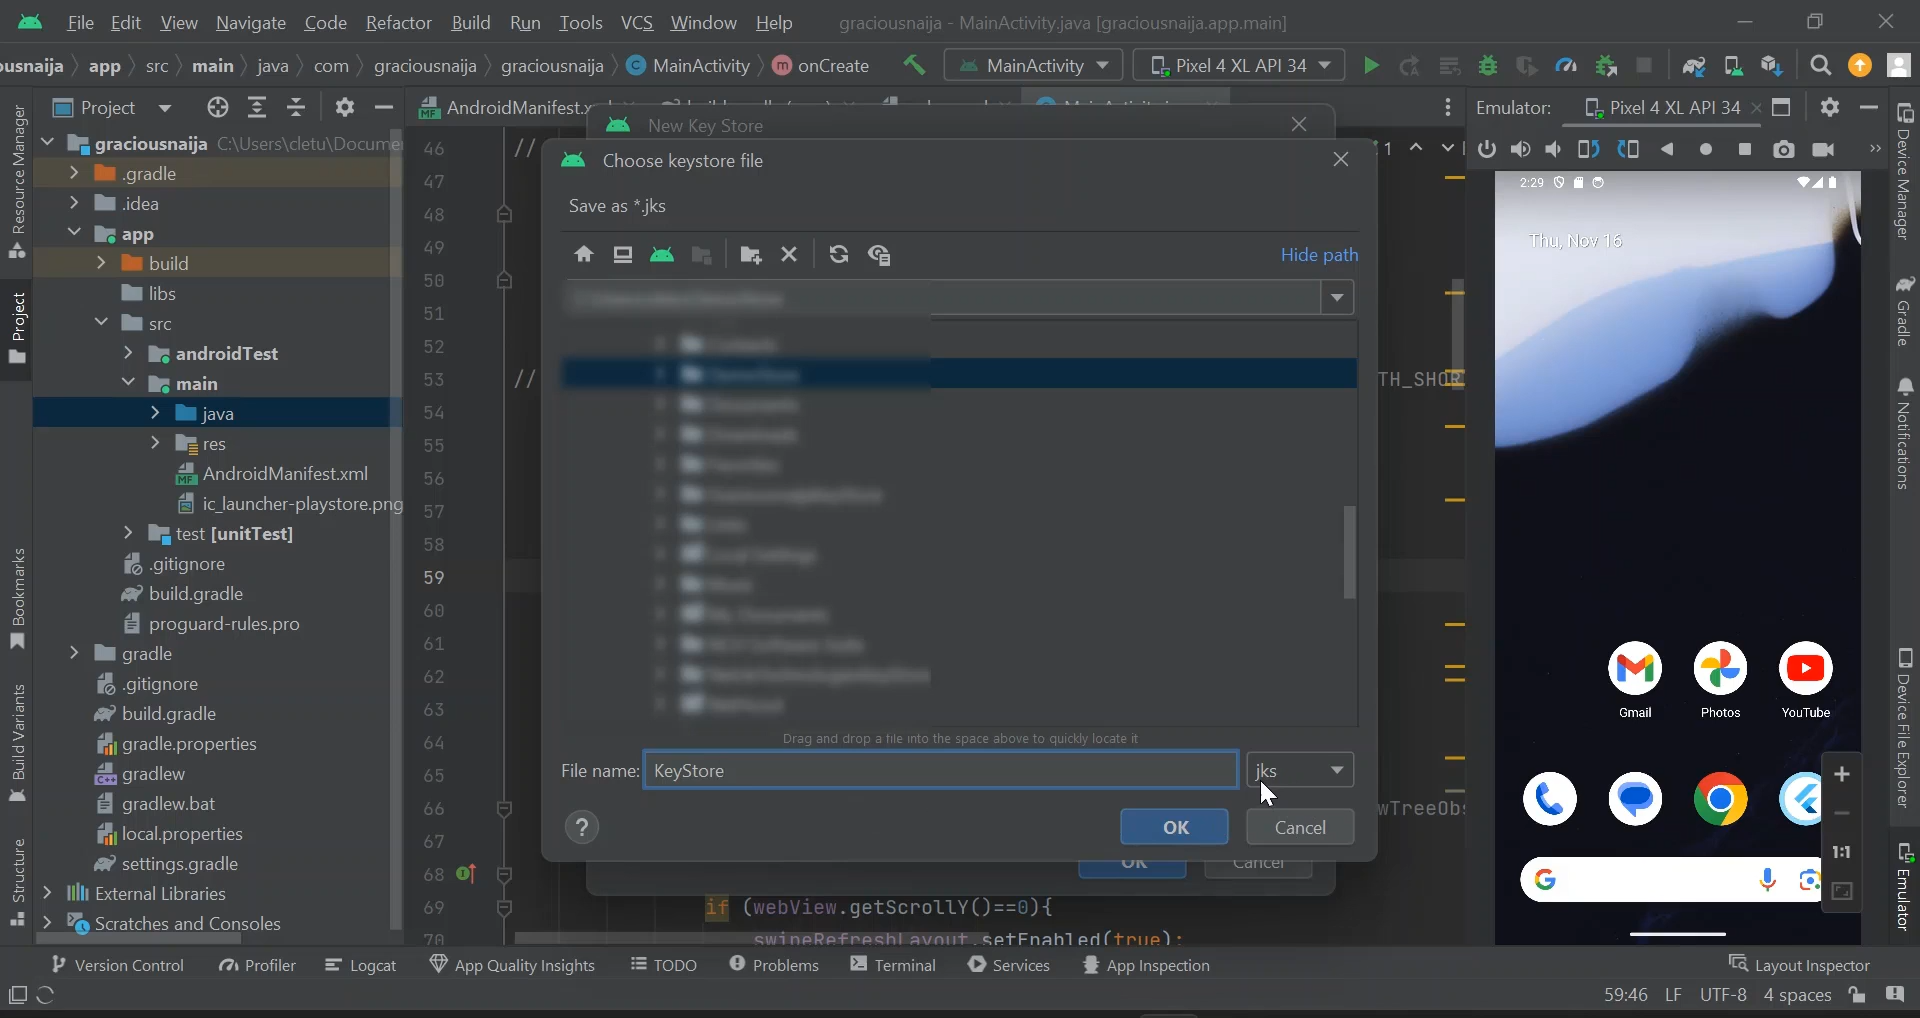 File Edit View Navigate Code Refactor Build Run Tools VCS Window Help graciousnaija - MainActivity.java [graciousnaija.app.main]
usnaija app src main java com graciousnaija graciousnaija MainActivity onCreate MainActivity Pixel 4 XL API 34
Project
AndroidManifest.x
Emulator: Pixel 4 XL API 34
New Key Store
Choose keystore file
Save as *.jks
Hide path
Drag and drop a file into the space above to quickly locate it
File name: KeyStore jks
? OK Cancel
OK Cancel
graciousnaija C:\Users\cletu\Docume
.gradle
.idea
app
build
libs
src
androidTest
main
java
res
AndroidManifest.xml
ic_launcher-playstore.png
test [unitTest]
.gitignore
build.gradle
proguard-rules.pro
gradle
.gitignore
build.gradle
gradle.properties
gradlew
gradlew.bat
local.properties
settings.gradle
External Libraries
Scratches and Consoles
46 //
47
48
49
50
51
52
53 // TH_SHOR
54
55
56
57
58
59
60
61
62
63
64
65
66 wTreeObs
67
68
69 if (webView.getScrollY()==0){
70 swipeRefreshLayout.setEnabled(true);
1
2:29
Thu, Nov 16
Gmail Photos YouTube
1:1
Resource Manager
Project
Bookmarks
Build Variants
Structure
Device Manager
Gradle
Notifications
Device File Explorer
Emulator
Version Control Profiler Logcat App Quality Insights TODO Problems Terminal Services App Inspection Layout Inspector
59:46 LF UTF-8 4 spaces